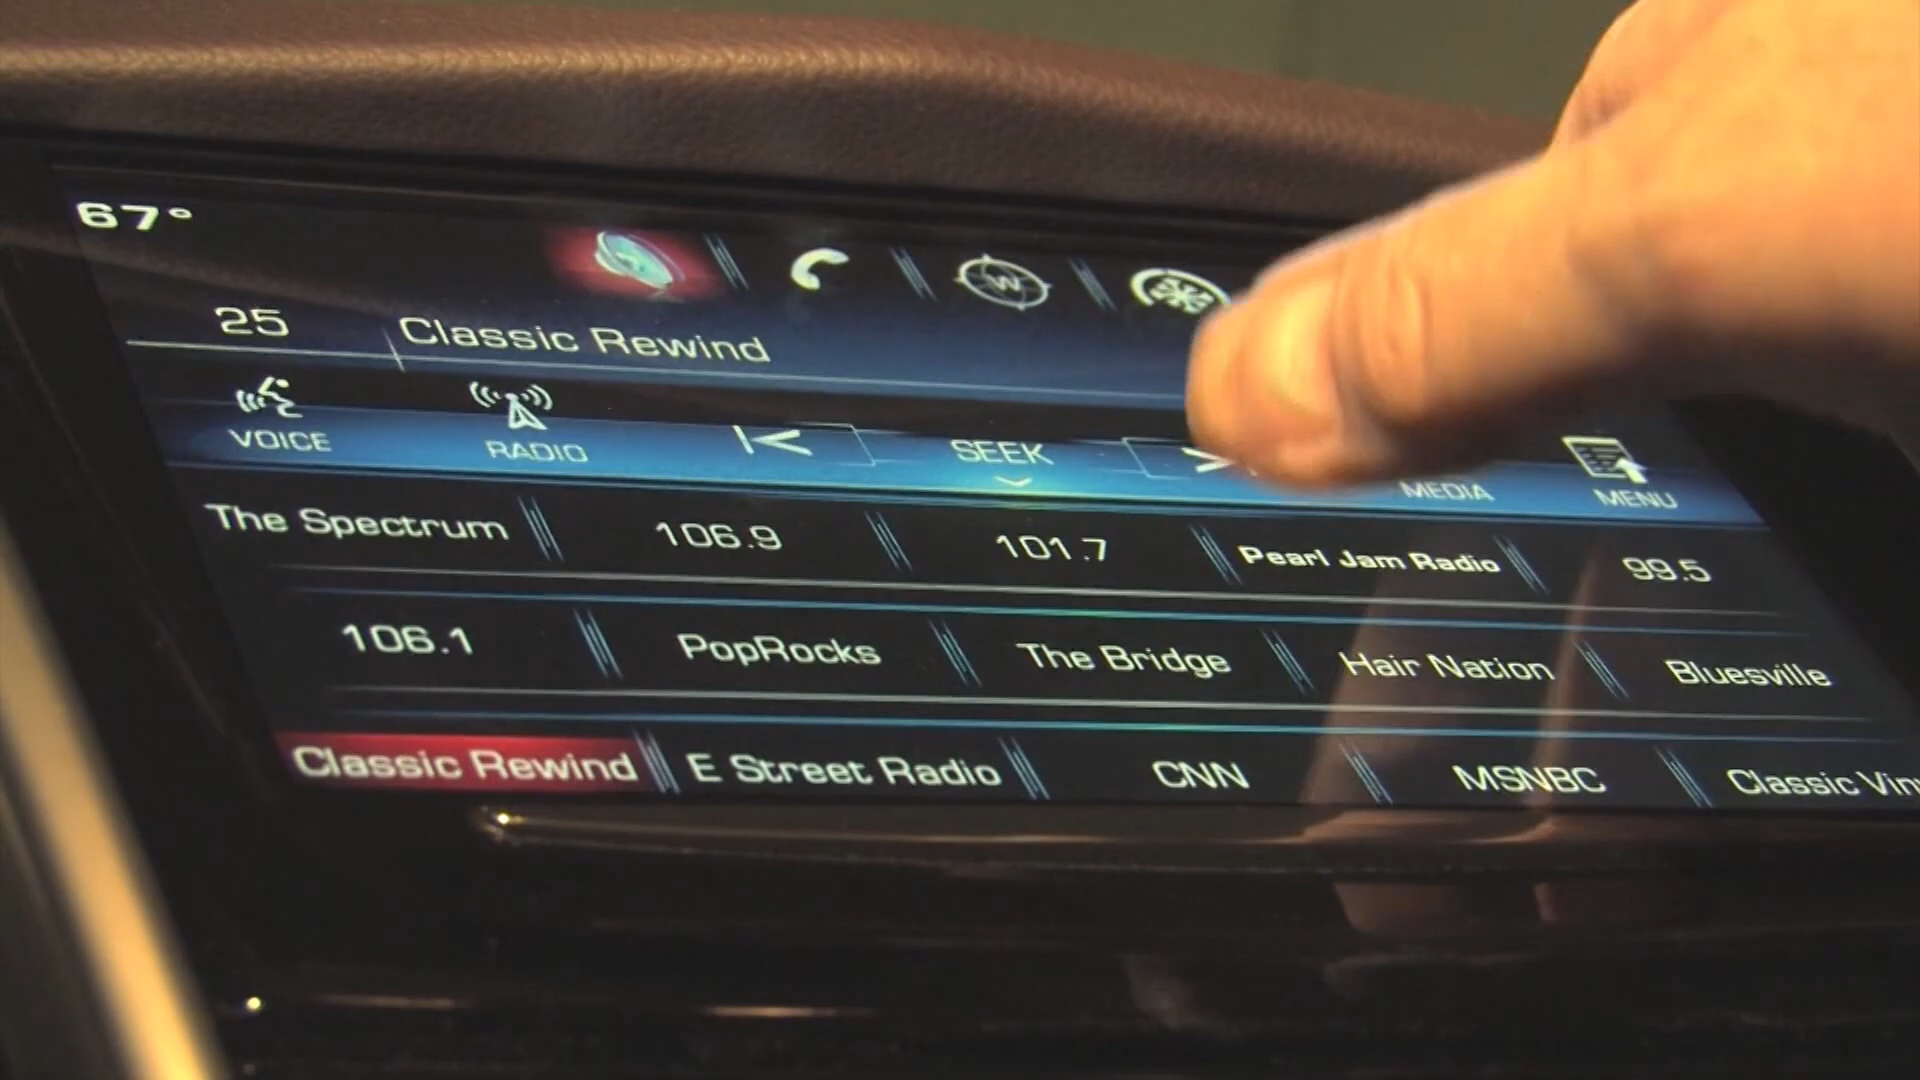 67°
W
25 Classic Rewind
VOICE RADIO SEEK MEDIA MENU
The Spectrum 106.9 101.7 Pearl Jam Radio 99.5
106.1 PopRocks The Bridge Hair Nation Bluesville
Classic Rewind E Street Radio CNN MSNBC Classic